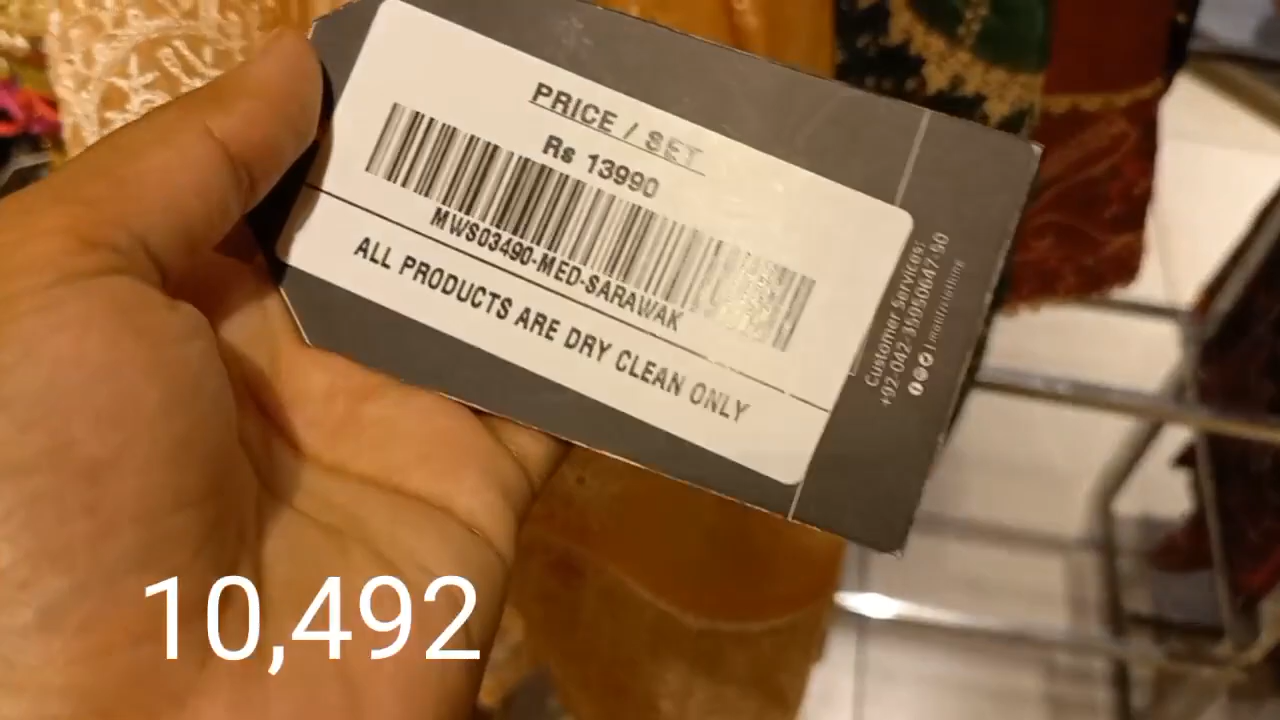 PRICE / SET
Rs 13990
MWS03490-MED-SARAWAK
ALL PRODUCTS ARE DRY CLEAN ONLY
Customer Services:
+92-042-35950647-50
10,492